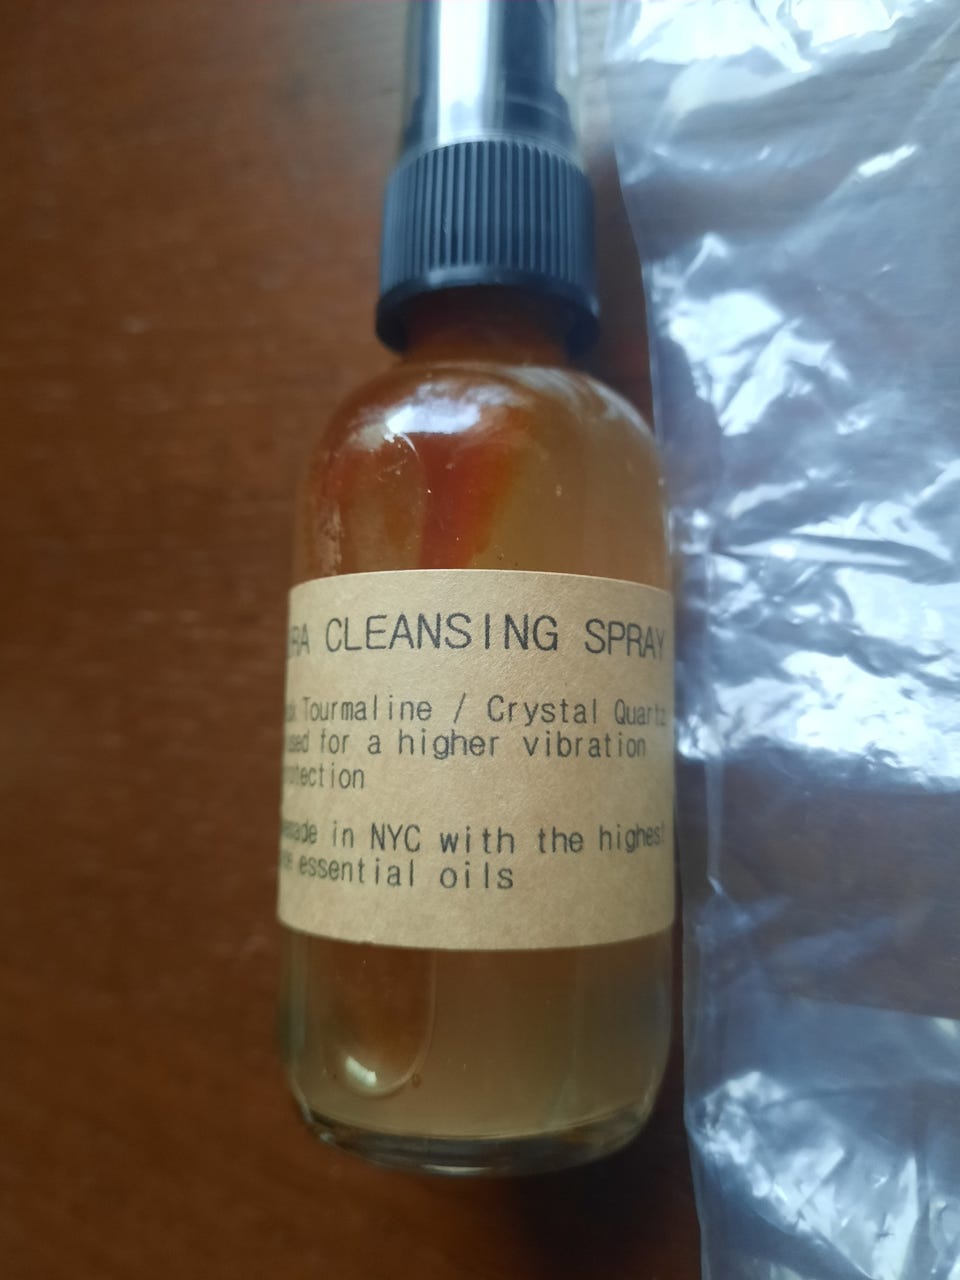 CLEANSING SPRAY
Tourmaline / Crystal Quartz
for a higher vibration
in NYC with the highest
essential oils